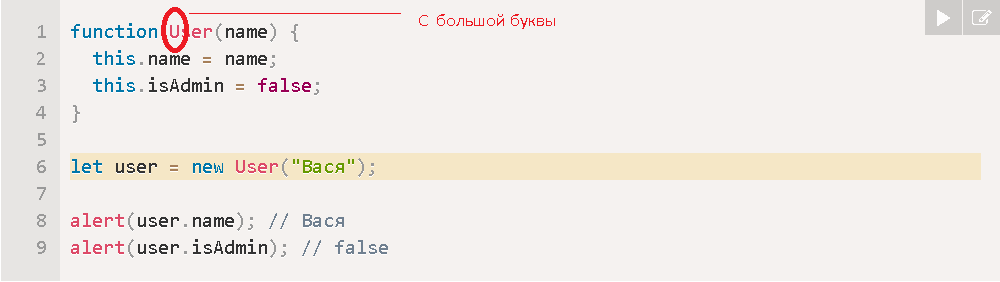 С большой буквы
1 function User(name) {
2 this.name = name;
3 this.isAdmin = false;
4 }
5
6 let user = new User("Вася");
7
8 alert(user.name); // Вася
9 alert(user.isAdmin); // false